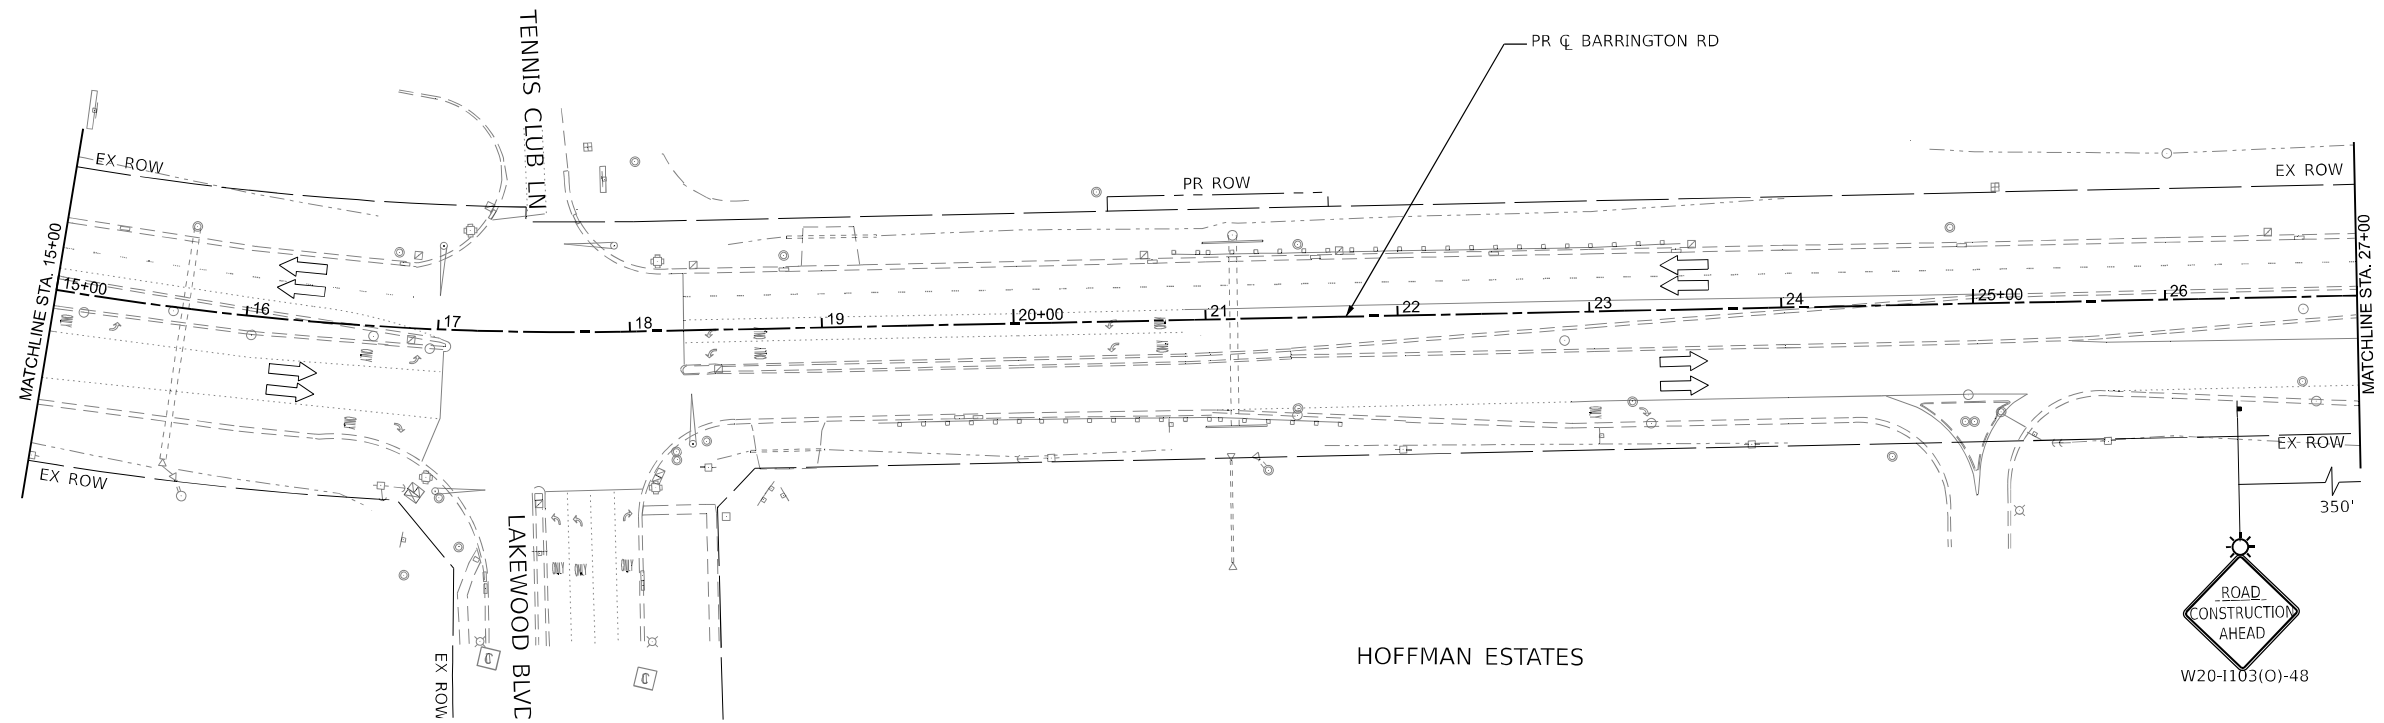 TENNIS CLUB LN
PR ℄ BARRINGTON RD
EX ROW
PR ROW
EX ROW
MATCHLINE STA. 15+00
15+00
16
17
18
19
20+00
21
22
23
24
25+00
26
MATCHLINE STA. 27+00
ONLY
ONLY
ONLY
EX ROW
EX ROW
350'
LAKEWOOD BLVD
EX ROW
HOFFMAN ESTATES
ROAD
CONSTRUCTION
AHEAD
W20-I103(O)-48